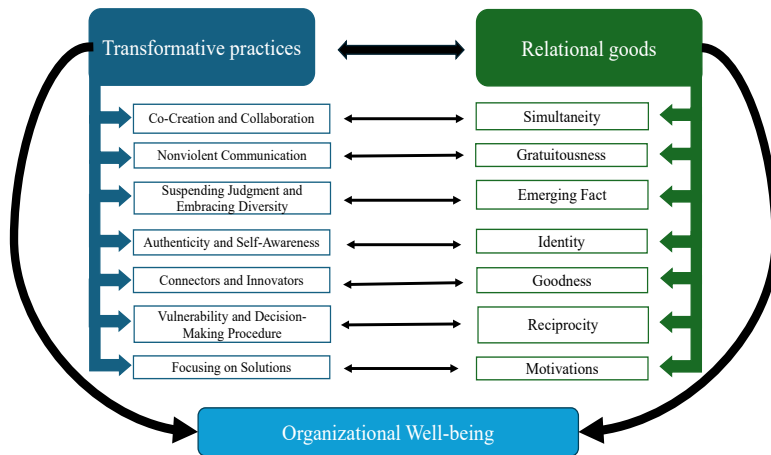 Transformative practices
Relational goods
Co-Creation and Collaboration
Simultaneity
Nonviolent Communication
Gratuitousness
Suspending Judgment and
Embracing Diversity
Emerging Fact
Authenticity and Self-Awareness
Identity
Connectors and Innovators
Goodness
Vulnerability and Decision-
Making Procedure
Reciprocity
Focusing on Solutions
Motivations
Organizational Well-being